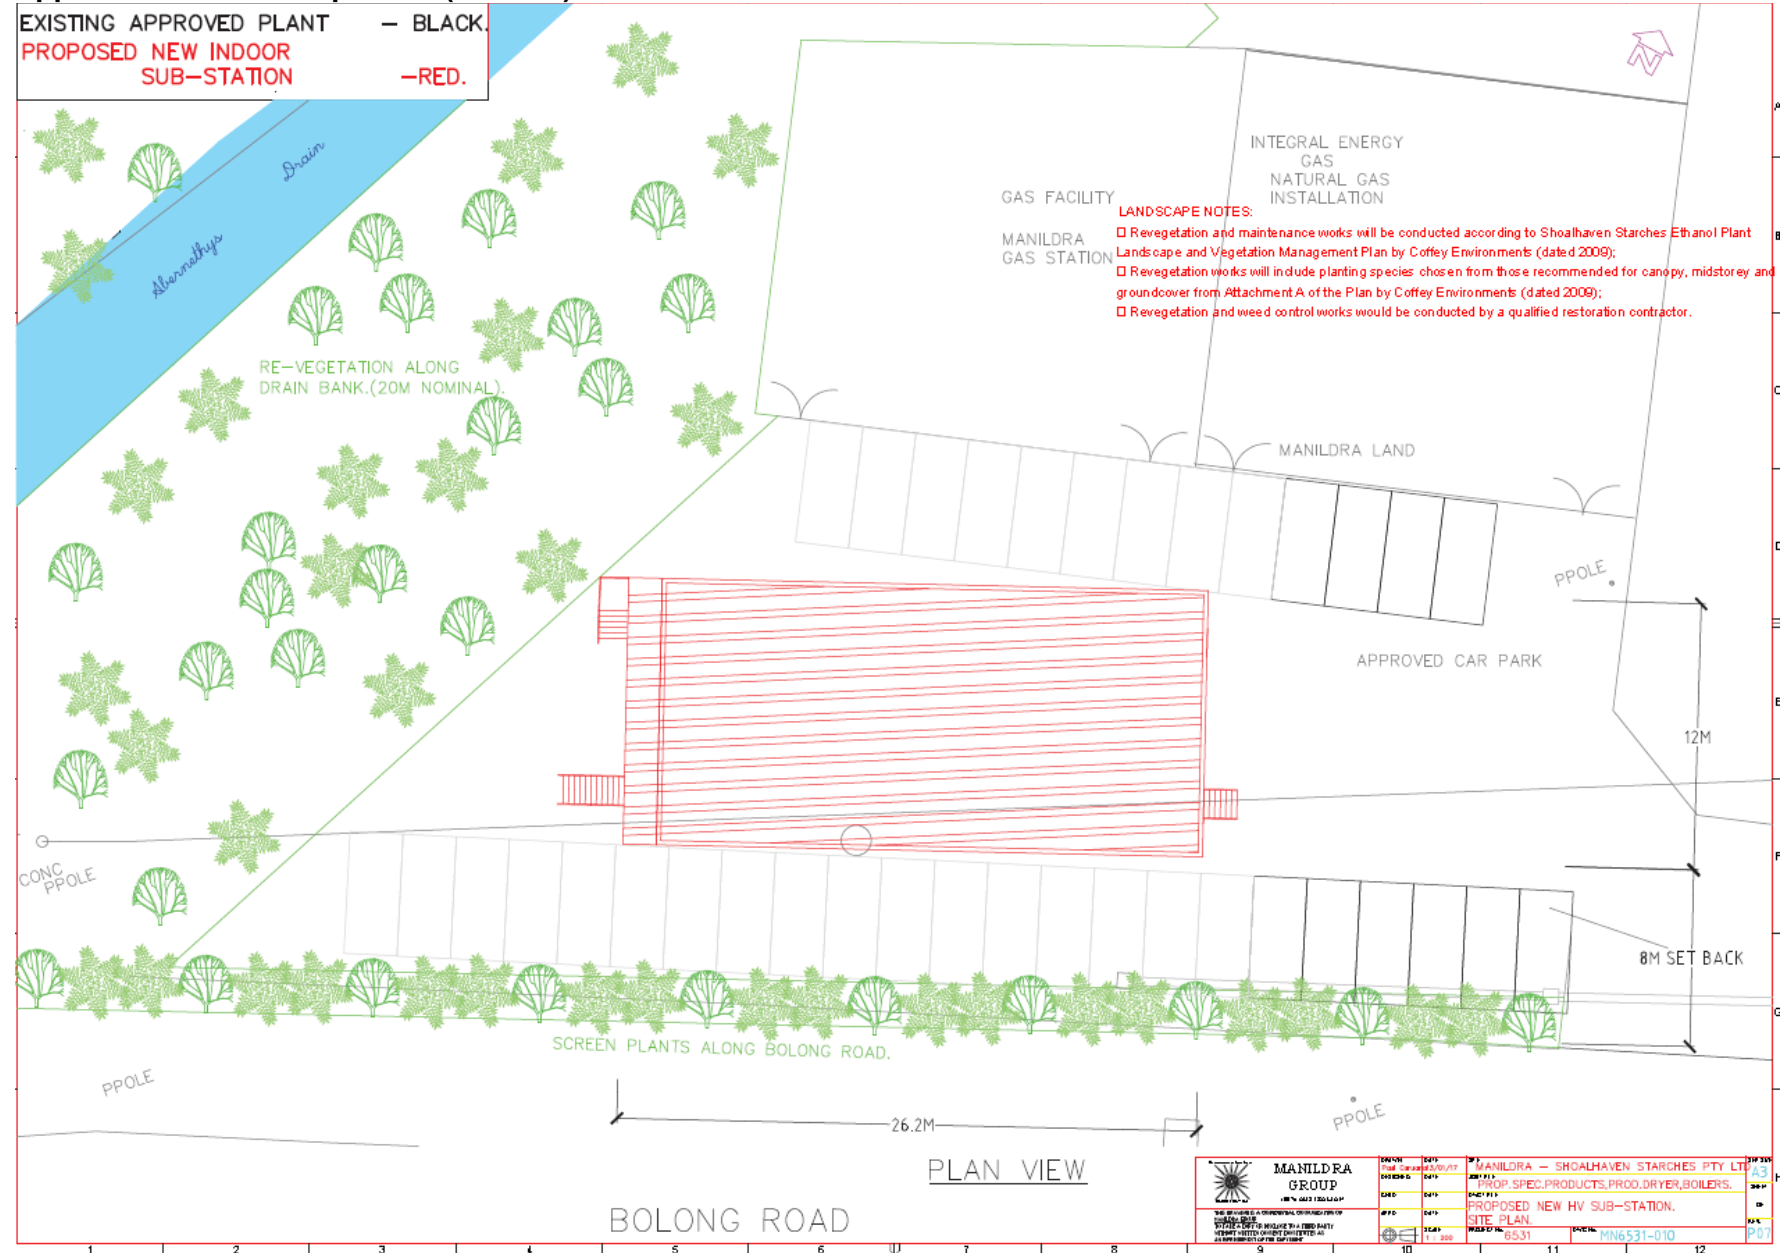 EXISTING APPROVED PLANT – BLACK.
PROPOSED NEW INDOOR
SUB–STATION –RED.
Drain
Abernethys
RE–VEGETATION ALONG
DRAIN BANK.(20M NOMINAL).
GAS FACILITY
MANILDRA
GAS STATION
INTEGRAL ENERGY
GAS
NATURAL GAS
INSTALLATION
LANDSCAPE NOTES:
☐ Revegetation and maintenance works will be conducted according to Shoalhaven Starches Ethanol Plant
Landscape and Vegetation Management Plan by Coffey Environments (dated 2009);
☐ Revegetation works will include planting species chosen from those recommended for canopy, midstorey and
groundcover from Attachment A of the Plan by Coffey Environments (dated 2009);
☐ Revegetation and weed control works would be conducted by a qualified restoration contractor.
MANILDRA LAND
PPOLE
APPROVED CAR PARK
12M
CONC
PPOLE
8M SET BACK
SCREEN PLANTS ALONG BOLONG ROAD.
PPOLE
26.2M
PPOLE
PLAN VIEW
BOLONG ROAD
MANILDRA
GROUP
MANILDRA – SHOALHAVEN STARCHES PTY LTD
PROP.SPEC.PRODUCTS,PROD.DRYER,BOILERS.
PROPOSED NEW HV SUB–STATION.
SITE PLAN.
1 : 200
6531
MN6531-010
A3
P07
A
B
C
D
E
F
G
H
1 2 3 4 5 6 7 8 9 10 11 12